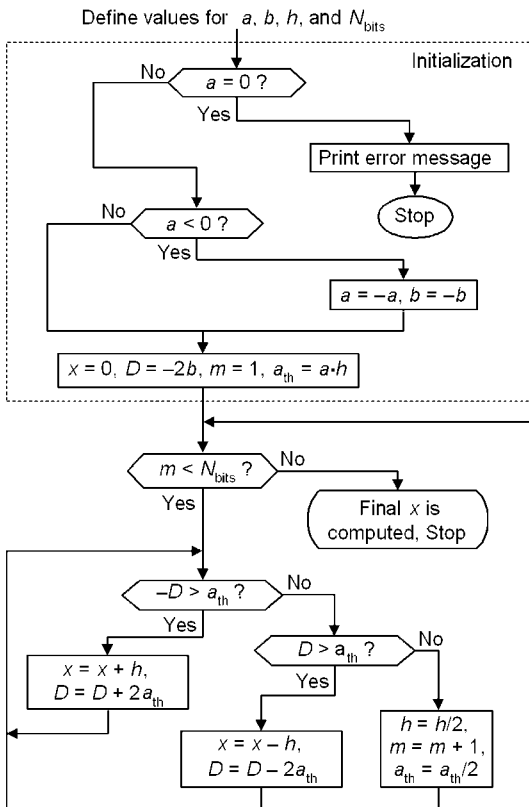 Define values for a, b, h, and N_bits
Initialization
No
a = 0 ?
Yes
Print error message
Stop
No
a < 0 ?
Yes
a = –a, b = –b
x = 0, D = –2b, m = 1, a_th = a•h
m < N_bits ?
No
Yes
Final x is
computed, Stop
–D > a_th ?
No
Yes
D > a_th ?
No
Yes
x = x + h,
D = D + 2a_th
x = x – h,
D = D – 2a_th
h = h/2,
m = m + 1,
a_th = a_th/2